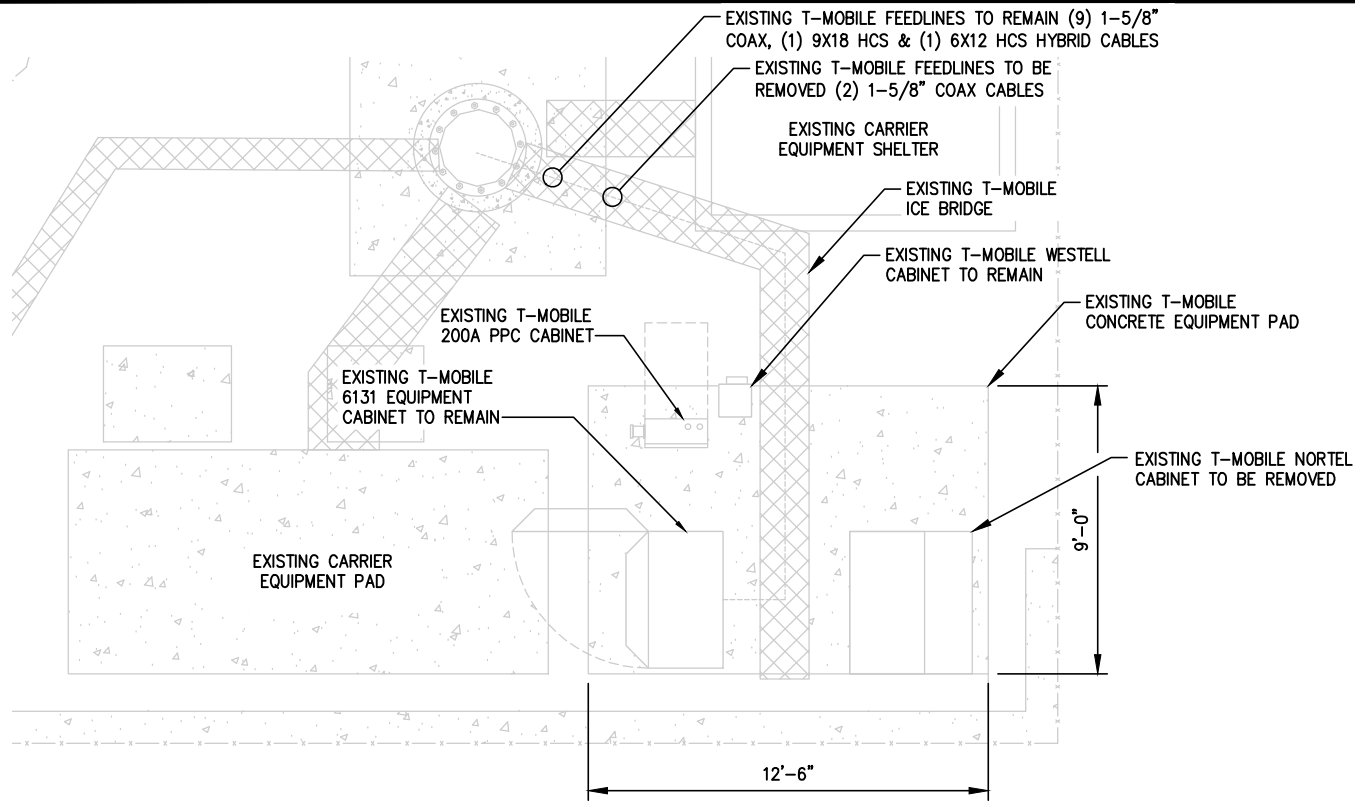 EXISTING T-MOBILE FEEDLINES TO REMAIN (9) 1-5/8"
COAX, (1) 9X18 HCS & (1) 6X12 HCS HYBRID CABLES
EXISTING T-MOBILE FEEDLINES TO BE
REMOVED (2) 1-5/8" COAX CABLES
EXISTING CARRIER
EQUIPMENT SHELTER
EXISTING T-MOBILE
ICE BRIDGE
EXISTING T-MOBILE WESTELL
CABINET TO REMAIN
EXISTING T-MOBILE
CONCRETE EQUIPMENT PAD
EXISTING T-MOBILE
200A PPC CABINET
EXISTING T-MOBILE
6131 EQUIPMENT
CABINET TO REMAIN
EXISTING T-MOBILE NORTEL
CABINET TO BE REMOVED
9'-0"
EXISTING CARRIER
EQUIPMENT PAD
12'-6"